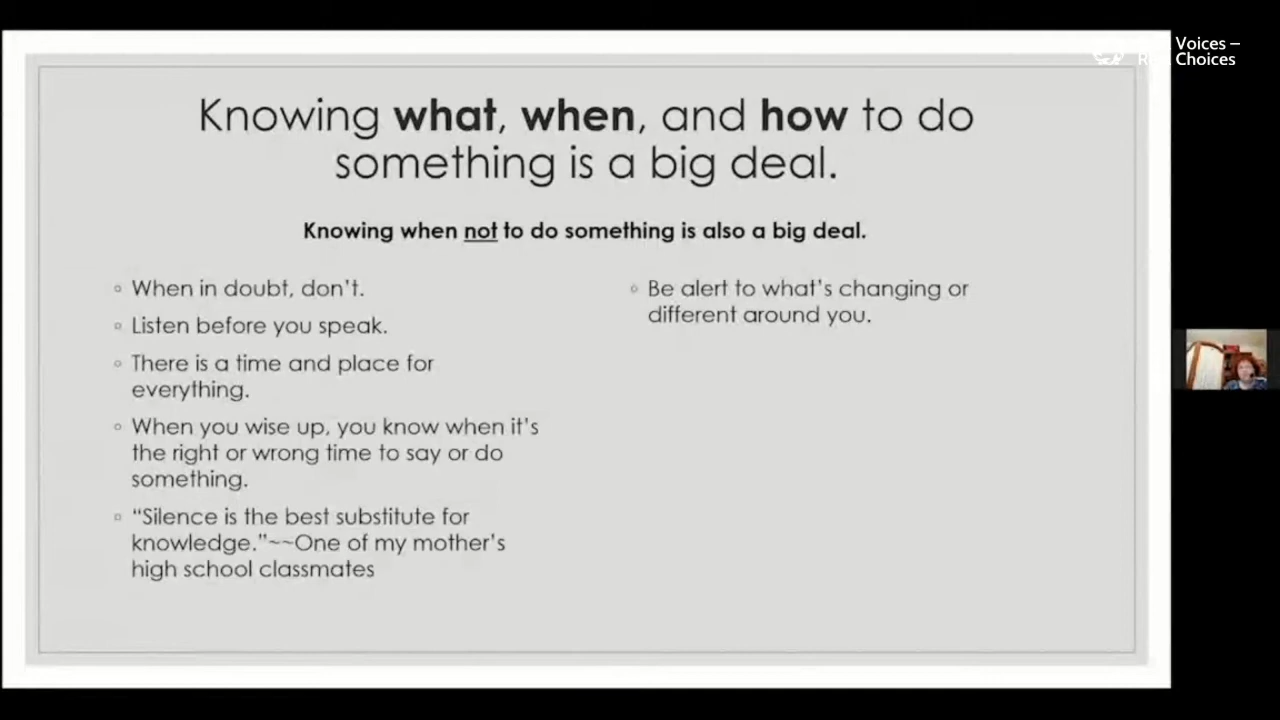 Voices –
Choices
Knowing what, when, and how to do
something is a big deal.
Knowing when not to do something is also a big deal.
▫ When in doubt, don't.
▫ Listen before you speak.
▫ There is a time and place for
everything.
▫ When you wise up, you know when it's
the right or wrong time to say or do
something.
▫ “Silence is the best substitute for
knowledge.”~~One of my mother's
high school classmates
▫ Be alert to what's changing or
different around you.